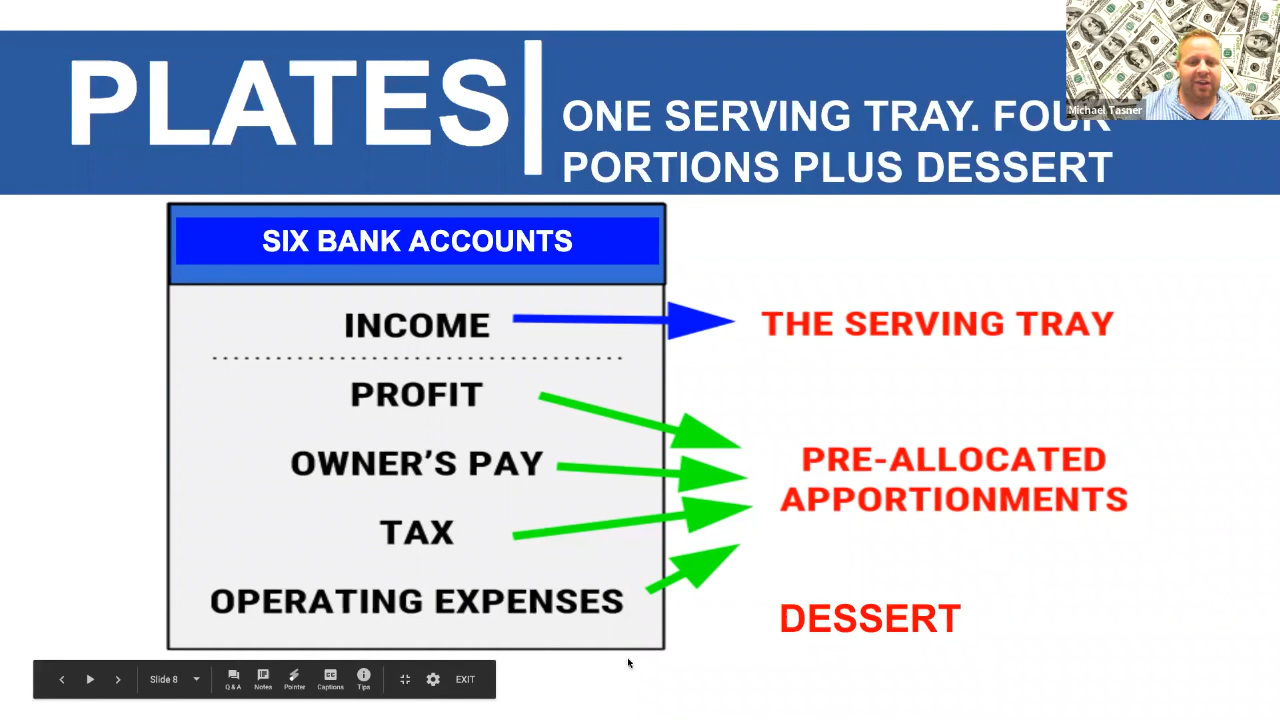 PLATES
ONE SERVING TRAY. FOUR
PORTIONS PLUS DESSERT
Michael Tasner
SIX BANK ACCOUNTS
INCOME
THE SERVING TRAY
PROFIT
OWNER'S PAY
PRE-ALLOCATED
APPORTIONMENTS
TAX
OPERATING EXPENSES
DESSERT
Slide 8
Q & A
Notes
Pointer
Captions
Tips
EXIT